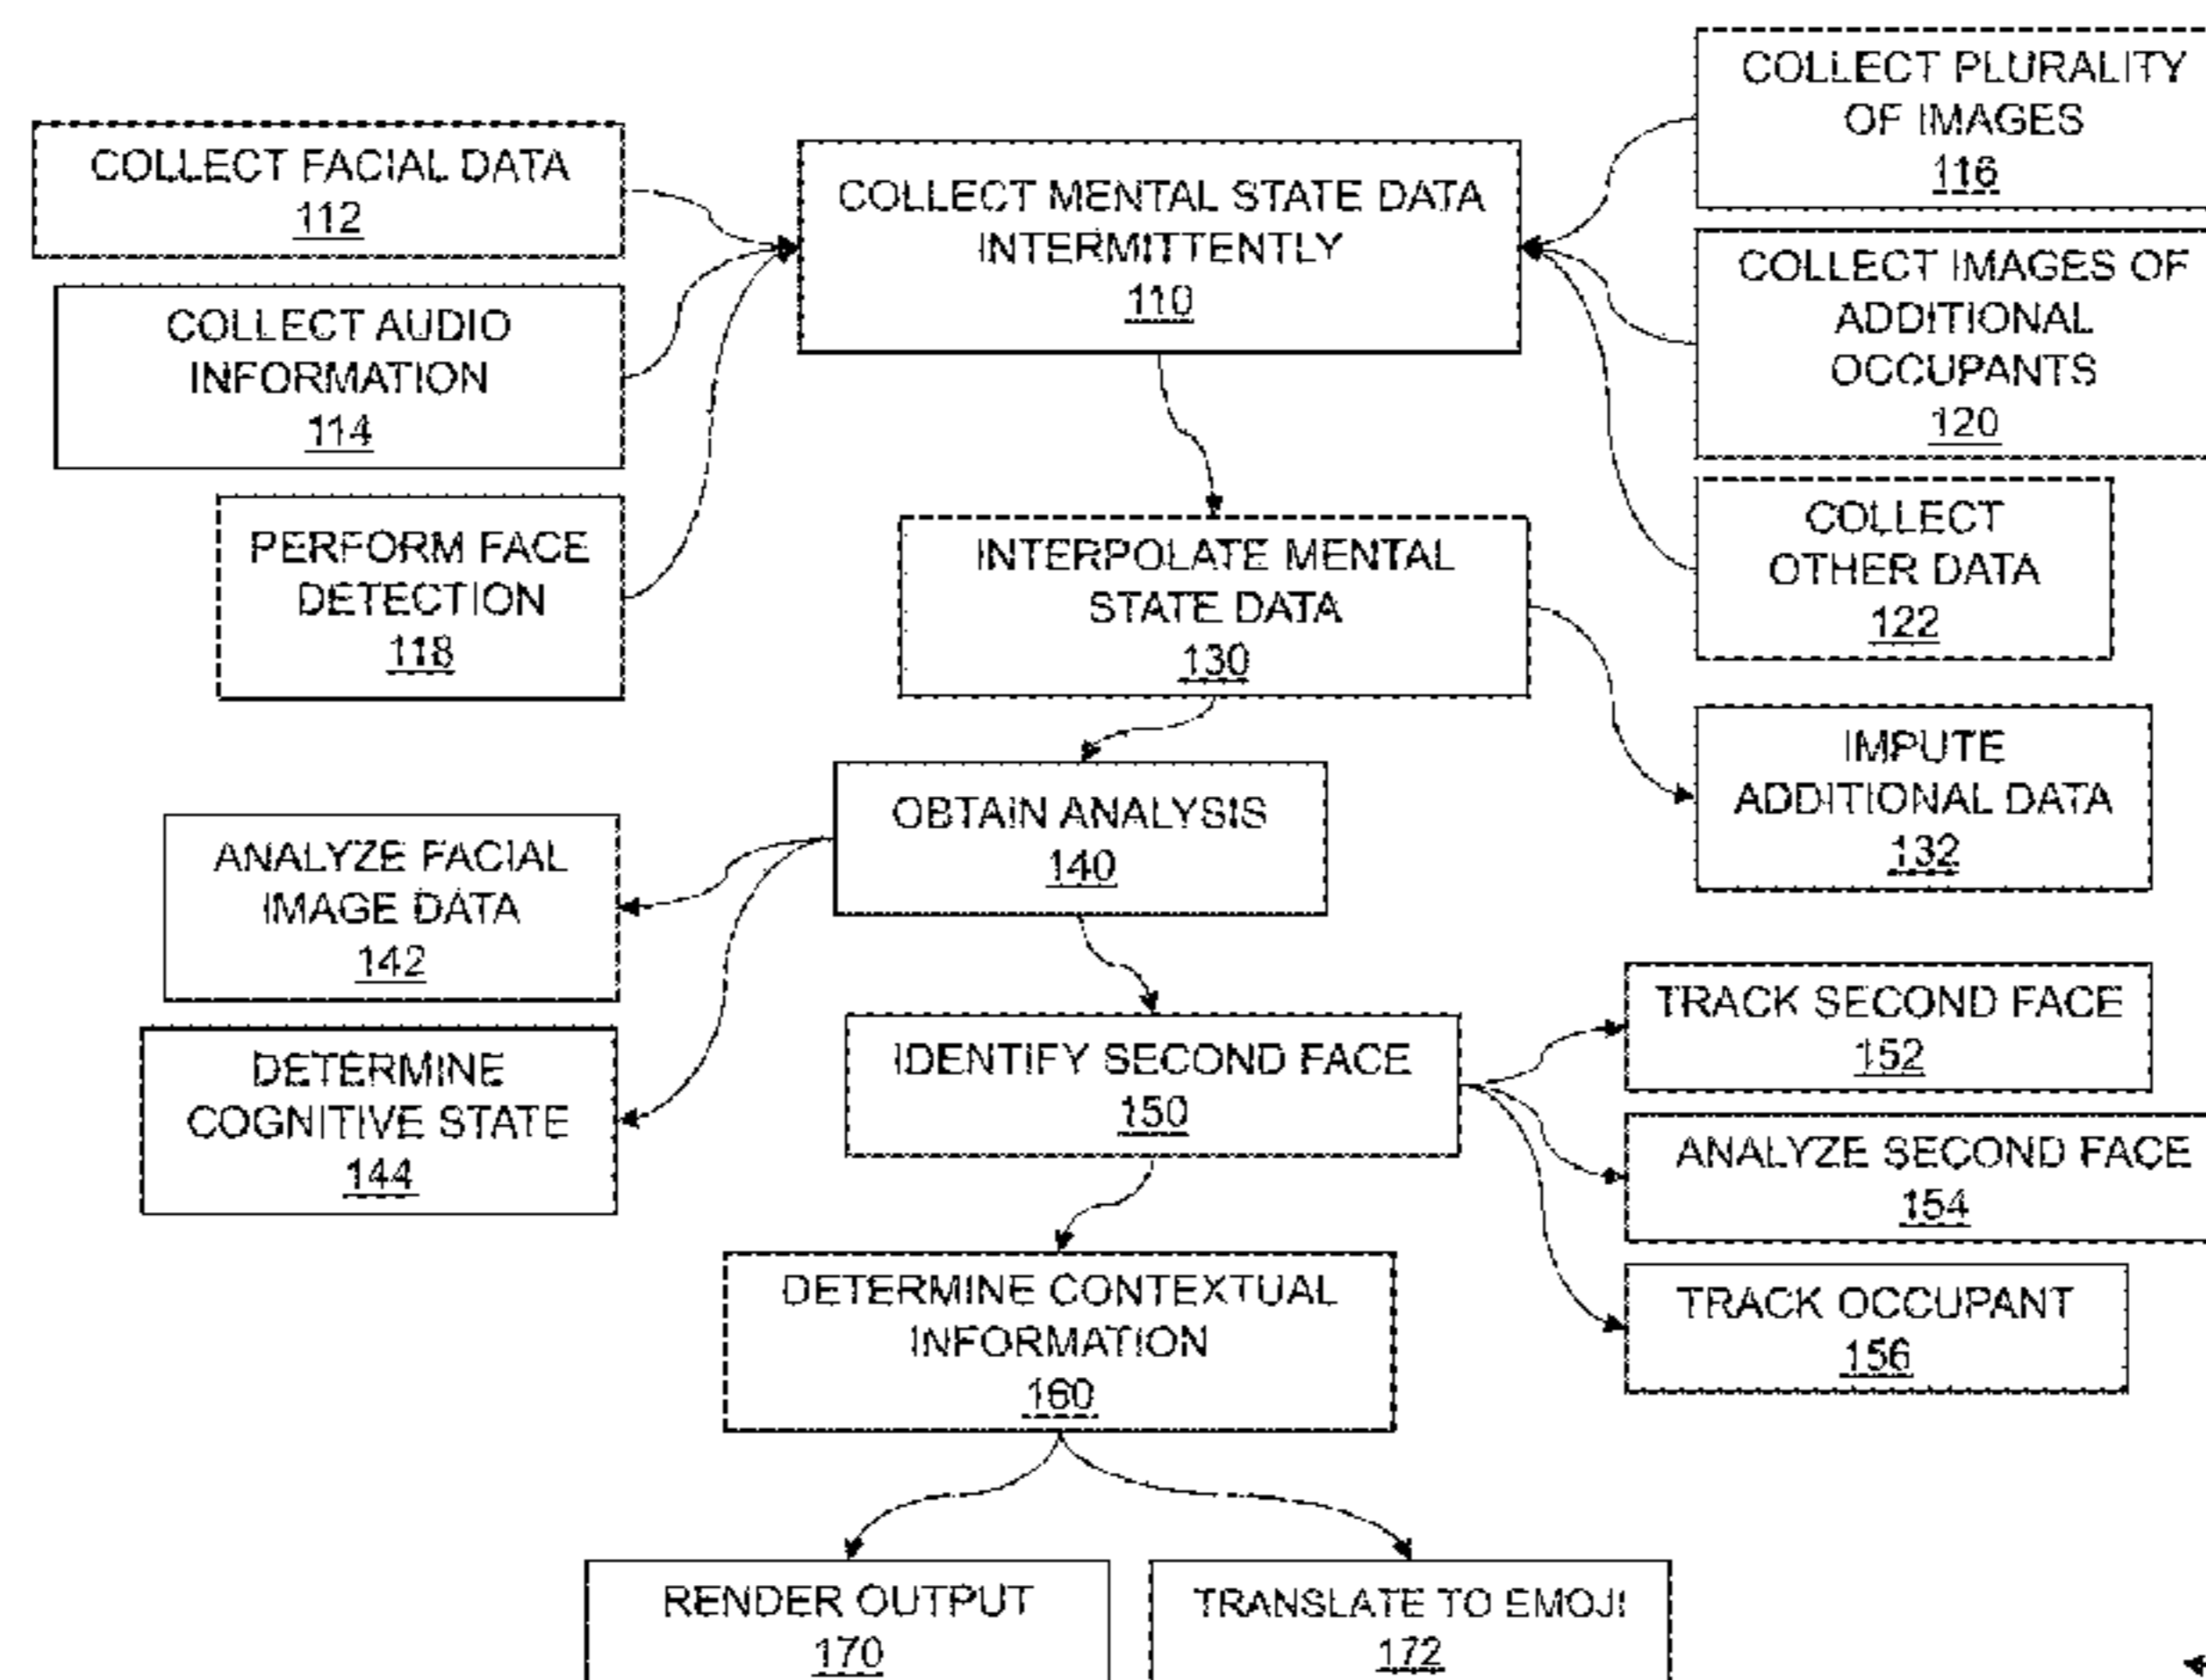 COLLECT FACIAL DATA
112
COLLECT AUDIO
INFORMATION
114
PERFORM FACE
DETECTION
118
COLLECT MENTAL STATE DATA
INTERMITTENTLY
110
COLLECT PLURALITY
OF IMAGES
116
COLLECT IMAGES OF
ADDITIONAL
OCCUPANTS
120
COLLECT
OTHER DATA
122
INTERPOLATE MENTAL
STATE DATA
130
IMPUTE
ADDITIONAL DATA
132
OBTAIN ANALYSIS
140
ANALYZE FACIAL
IMAGE DATA
142
DETERMINE
COGNITIVE STATE
144
IDENTIFY SECOND FACE
150
TRACK SECOND FACE
152
ANALYZE SECOND FACE
154
TRACK OCCUPANT
156
DETERMINE CONTEXTUAL
INFORMATION
160
RENDER OUTPUT
170
TRANSLATE TO EMOJI
172